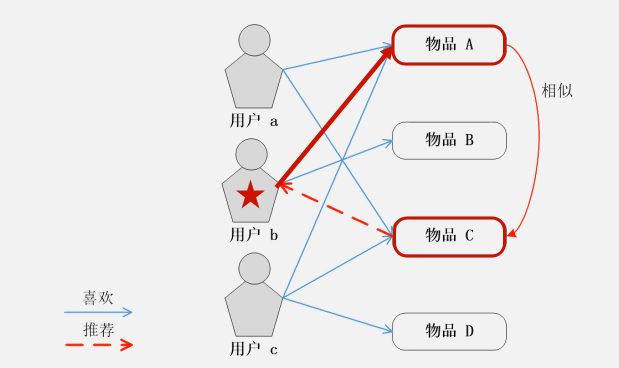 用户 a
用户 b
用户 c
物品 A
物品 B
物品 C
物品 D
相似
喜欢
推荐